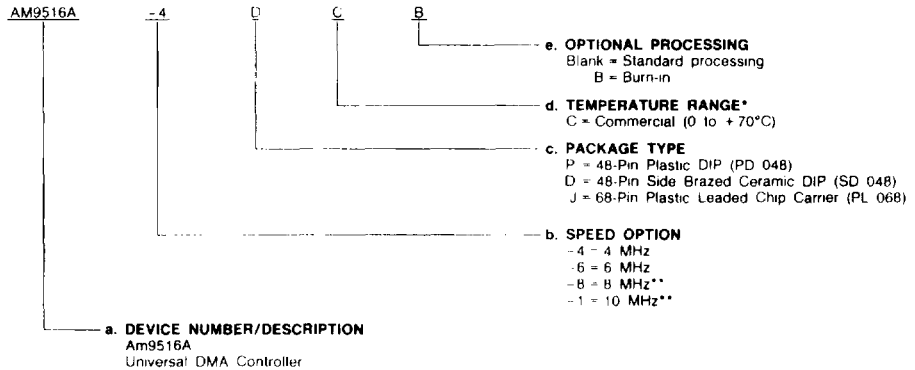 AM9516A -4 D C B
e. OPTIONAL PROCESSING
Blank = Standard processing
B = Burn-in
d. TEMPERATURE RANGE*
C = Commercial (0 to +70°C)
c. PACKAGE TYPE
P = 48-Pin Plastic DIP (PD 048)
D = 48-Pin Side Brazed Ceramic DIP (SD 048)
J = 68-Pin Plastic Leaded Chip Carrier (PL 068)
b. SPEED OPTION
-4 = 4 MHz
-6 = 6 MHz
-8 = 8 MHz**
-1 = 10 MHz**
a. DEVICE NUMBER/DESCRIPTION
Am9516A
Universal DMA Controller